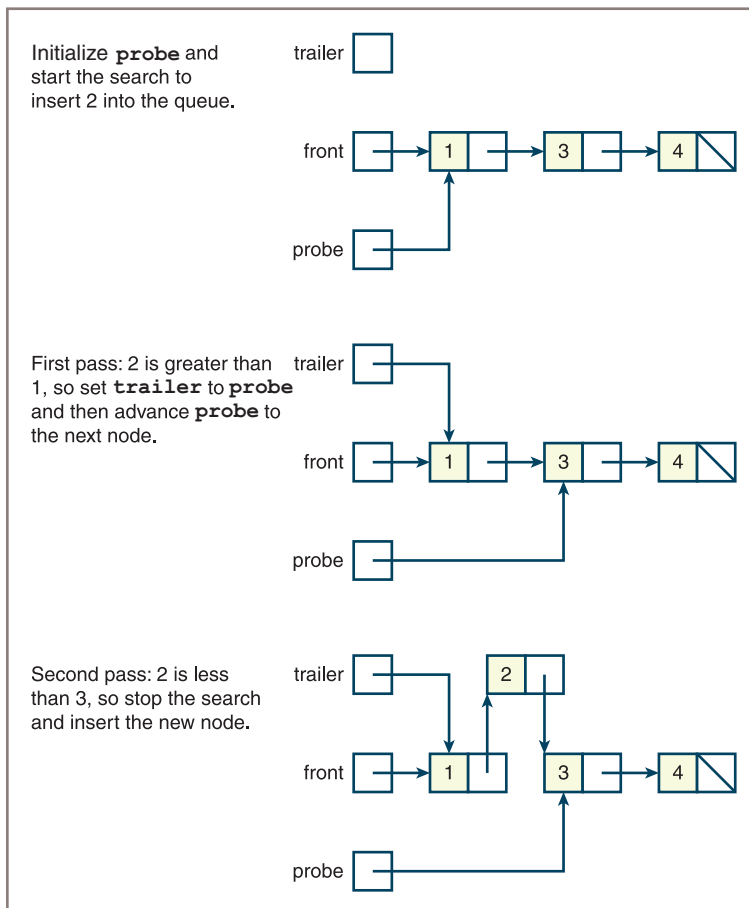 Initialize probe and
start the search to
insert 2 into the queue.
trailer
front
1
3
4
probe
First pass: 2 is greater than
1, so set trailer to probe
and then advance probe to
the next node.
trailer
front
1
3
4
probe
Second pass: 2 is less
than 3, so stop the search
and insert the new node.
trailer
2
front
1
3
4
probe